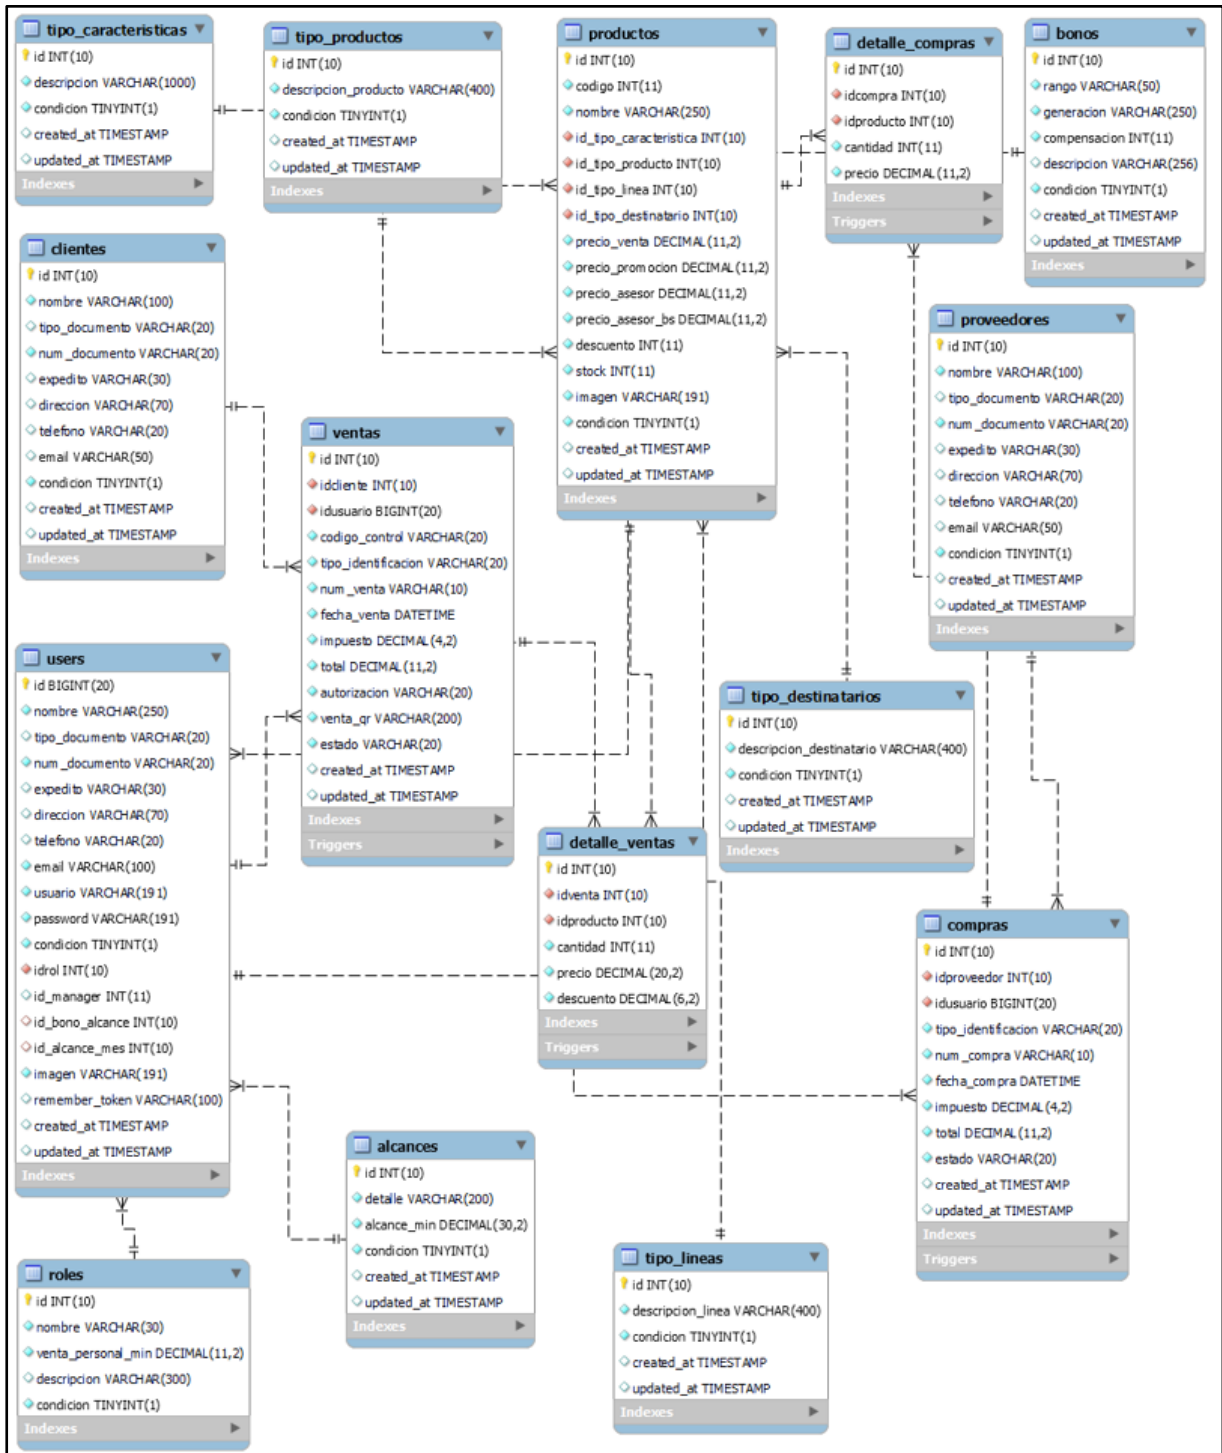 tipo_caracteristicas
id INT(10)
descripcion VARCHAR(1000)
condicion TINYINT(1)
created_at TIMESTAMP
updated_at TIMESTAMP
Indexes
tipo_productos
id INT(10)
descripcion_producto VARCHAR(400)
condicion TINYINT(1)
created_at TIMESTAMP
updated_at TIMESTAMP
Indexes
productos
id INT(10)
codigo INT(11)
nombre VARCHAR(250)
id_tipo_caracteristica INT(10)
id_tipo_producto INT(10)
id_tipo_linea INT(10)
id_tipo_destinatario INT(10)
precio_venta DECIMAL(11,2)
precio_promocion DECIMAL(11,2)
precio_asesor DECIMAL(11,2)
precio_asesor_bs DECIMAL(11,2)
descuento INT(11)
stock INT(11)
imagen VARCHAR(191)
condicion TINYINT(1)
created_at TIMESTAMP
updated_at TIMESTAMP
Indexes
detalle_compras
id INT(10)
idcompra INT(10)
idproducto INT(10)
cantidad INT(11)
precio DECIMAL(11,2)
Indexes
Triggers
bonos
id INT(10)
rango VARCHAR(50)
generacion VARCHAR(250)
compensacion INT(11)
descripcion VARCHAR(256)
condicion TINYINT(1)
created_at TIMESTAMP
updated_at TIMESTAMP
Indexes
clientes
id INT(10)
nombre VARCHAR(100)
tipo_documento VARCHAR(20)
num_documento VARCHAR(20)
expedito VARCHAR(30)
direccion VARCHAR(70)
telefono VARCHAR(20)
email VARCHAR(50)
condicion TINYINT(1)
created_at TIMESTAMP
updated_at TIMESTAMP
Indexes
proveedores
id INT(10)
nombre VARCHAR(100)
tipo_documento VARCHAR(20)
num_documento VARCHAR(20)
expedito VARCHAR(30)
direccion VARCHAR(70)
telefono VARCHAR(20)
email VARCHAR(50)
condicion TINYINT(1)
created_at TIMESTAMP
updated_at TIMESTAMP
Indexes
ventas
id INT(10)
idcliente INT(10)
idusuario BIGINT(20)
codigo_control VARCHAR(20)
tipo_identificacion VARCHAR(20)
num_venta VARCHAR(10)
fecha_venta DATETIME
impuesto DECIMAL(4,2)
total DECIMAL(11,2)
autorizacion VARCHAR(20)
venta_qr VARCHAR(200)
estado VARCHAR(20)
created_at TIMESTAMP
updated_at TIMESTAMP
Indexes
Triggers
users
id BIGINT(20)
nombre VARCHAR(250)
tipo_documento VARCHAR(20)
num_documento VARCHAR(20)
expedito VARCHAR(30)
direccion VARCHAR(70)
telefono VARCHAR(20)
email VARCHAR(100)
usuario VARCHAR(191)
password VARCHAR(191)
condicion TINYINT(1)
idrol INT(10)
id_manager INT(11)
id_bono_alcance INT(10)
id_alcance_mes INT(10)
imagen VARCHAR(191)
remember_token VARCHAR(100)
created_at TIMESTAMP
updated_at TIMESTAMP
Indexes
tipo_destinatarios
id INT(10)
descripcion_destinatario VARCHAR(400)
condicion TINYINT(1)
created_at TIMESTAMP
updated_at TIMESTAMP
Indexes
detalle_ventas
id INT(10)
idventa INT(10)
idproducto INT(10)
cantidad INT(11)
precio DECIMAL(20,2)
descuento DECIMAL(6,2)
Indexes
Triggers
compras
id INT(10)
idproveedor INT(10)
idusuario BIGINT(20)
tipo_identificacion VARCHAR(20)
num_compra VARCHAR(10)
fecha_compra DATETIME
impuesto DECIMAL(4,2)
total DECIMAL(11,2)
estado VARCHAR(20)
created_at TIMESTAMP
updated_at TIMESTAMP
Indexes
Triggers
alcances
id INT(10)
detalle VARCHAR(200)
alcance_min DECIMAL(30,2)
condicion TINYINT(1)
created_at TIMESTAMP
updated_at TIMESTAMP
Indexes
tipo_lineas
id INT(10)
descripcion_linea VARCHAR(400)
condicion TINYINT(1)
created_at TIMESTAMP
updated_at TIMESTAMP
Indexes
roles
id INT(10)
nombre VARCHAR(30)
venta_personal_min DECIMAL(11,2)
descripcion VARCHAR(300)
condicion TINYINT(1)
Indexes